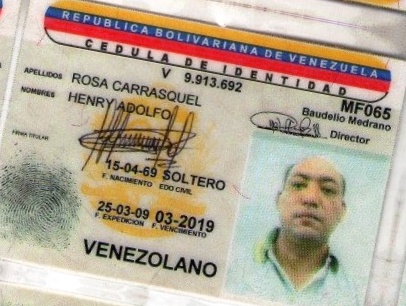 REPUBLICA BOLIVARIANA DE VENEZUELA
CEDULA DE IDENTIDAD
V 9.913.692
MF065
APELLIDOS ROSA CARRASQUEL
NOMBRES HENRY ADOLFO
Baudelio Medrano
Director
FIRMA TITULAR
15-04-69 SOLTERO
F. NACIMIENTO EDO CIVIL
25-03-09 03-2019
F. EXPEDICION F. VENCIMIENTO
VENEZOLANO